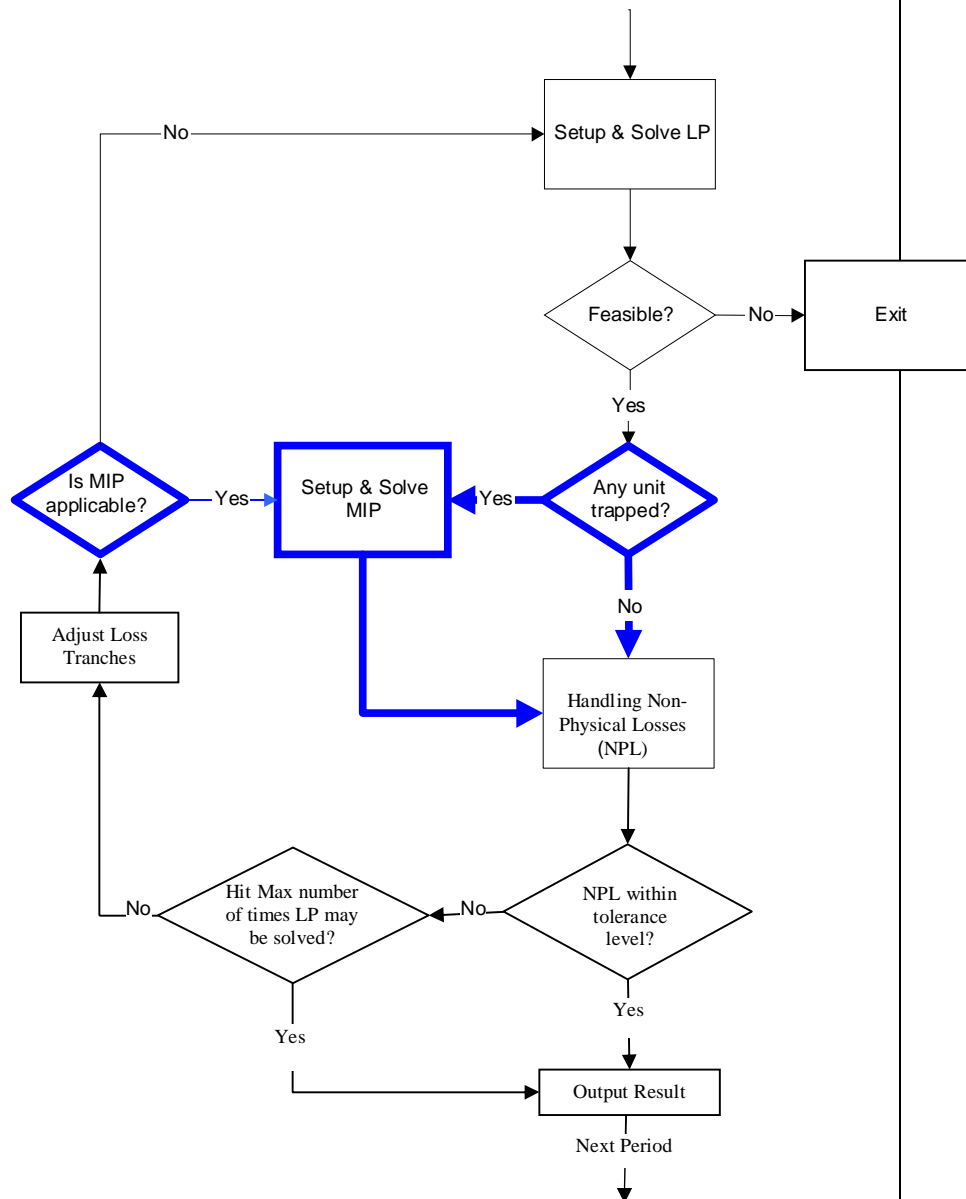 No
Setup & Solve LP
Feasible?
No
Exit
Yes
Is MIP
applicable?
Yes
Setup & Solve
MIP
Yes
Any unit
trapped?
No
Adjust Loss
Tranches
Handling Non-
Physical Losses
(NPL)
No
Hit Max number
of times LP may
be solved?
No
NPL within
tolerance
level?
Yes
Yes
Output Result
Next Period